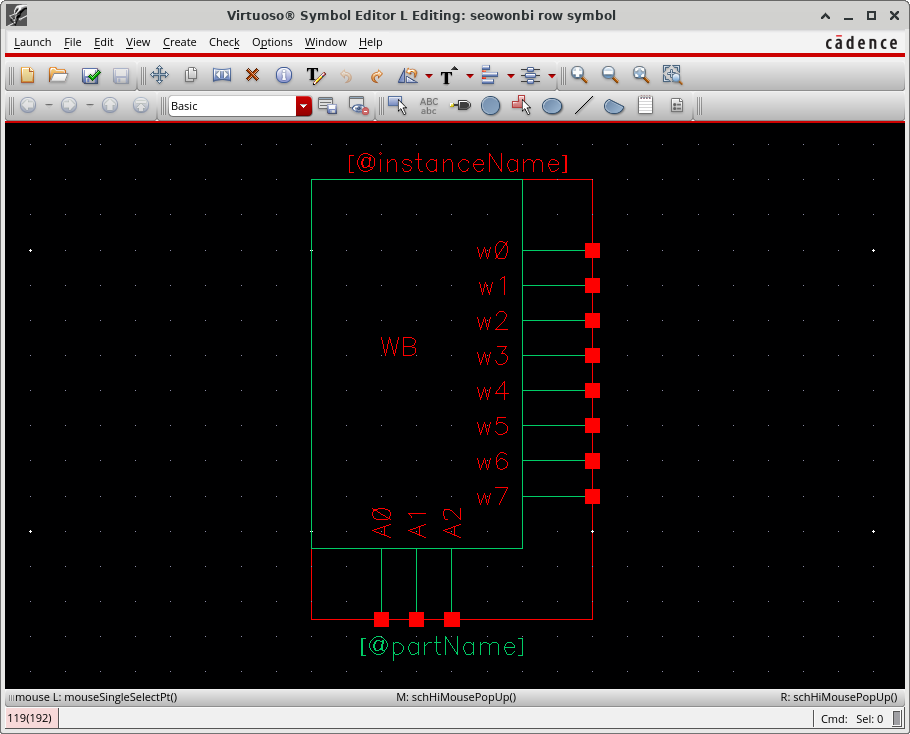 Virtuoso® Symbol Editor L Editing: seowonbi row symbol
Launch File Edit View Create Check Options Window Help
cādence
T T
Basic
ABC
abc
[@instanceName]
w0
w1
w2
WB
w3
w4
w5
w6
w7
A0 A1 A2
[@partName]
mouse L: mouseSingleSelectPt() M: schHiMousePopUp() R: schHiMousePopUp()
119(192) Cmd: Sel: 0